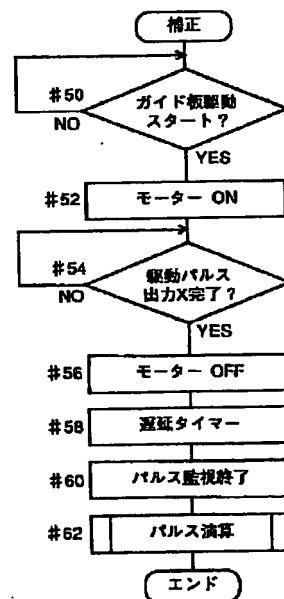 補正
#50
ガイド板駆動
スタート？
NO
YES
#52
モーター ON
#54
駆動パルス
出力X完了？
NO
YES
#56
モーター OFF
#58
遅延タイマー
#60
パルス監視終了
#62
パルス演算
エンド